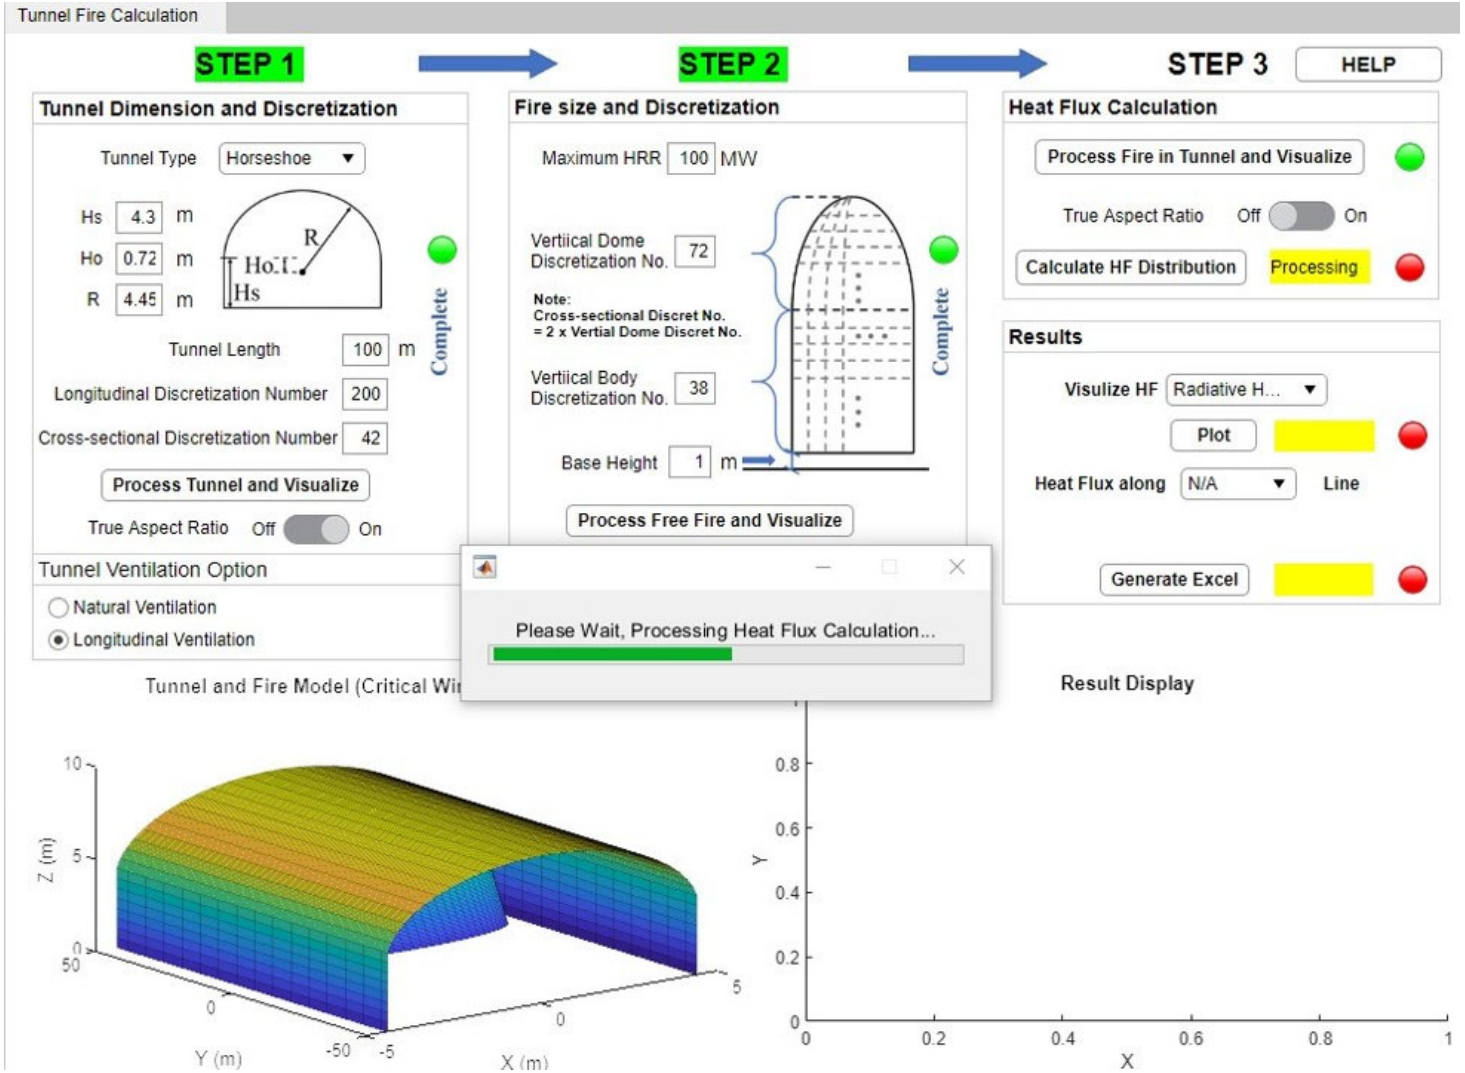 Tunnel Fire Calculation
STEP 1
STEP 2
STEP 3
HELP
Tunnel Dimension and Discretization
Tunnel Type
Horseshoe
Hs 4.3 m
Ho 0.72 m
R 4.45 m
R
Ho
Hs
Complete
Tunnel Length 100 m
Longitudinal Discretization Number 200
Cross-sectional Discretization Number 42
Process Tunnel and Visualize
True Aspect Ratio Off On
Tunnel Ventilation Option
Natural Ventilation
Longitudinal Ventilation
Fire size and Discretization
Maximum HRR 100 MW
Vertiical Dome
Discretization No. 72
Note:
Cross-sectional Discret No.
= 2 x Vertial Dome Discret No.
Vertiical Body
Discretization No. 38
Base Height 1 m
Complete
Process Free Fire and Visualize
Heat Flux Calculation
Process Fire in Tunnel and Visualize
True Aspect Ratio Off On
Calculate HF Distribution Processing
Results
Visulize HF Radiative H...
Plot
Heat Flux along N/A Line
Generate Excel
Please Wait, Processing Heat Flux Calculation...
Tunnel and Fire Model (Critical
10
5
0
Z (m)
50
0
-50
Y (m)
-5
0
5
X (m)
Result Display
0.8
0.6
0.4
0.2
0
Y
0
0.2
0.4
0.6
0.8
1
X